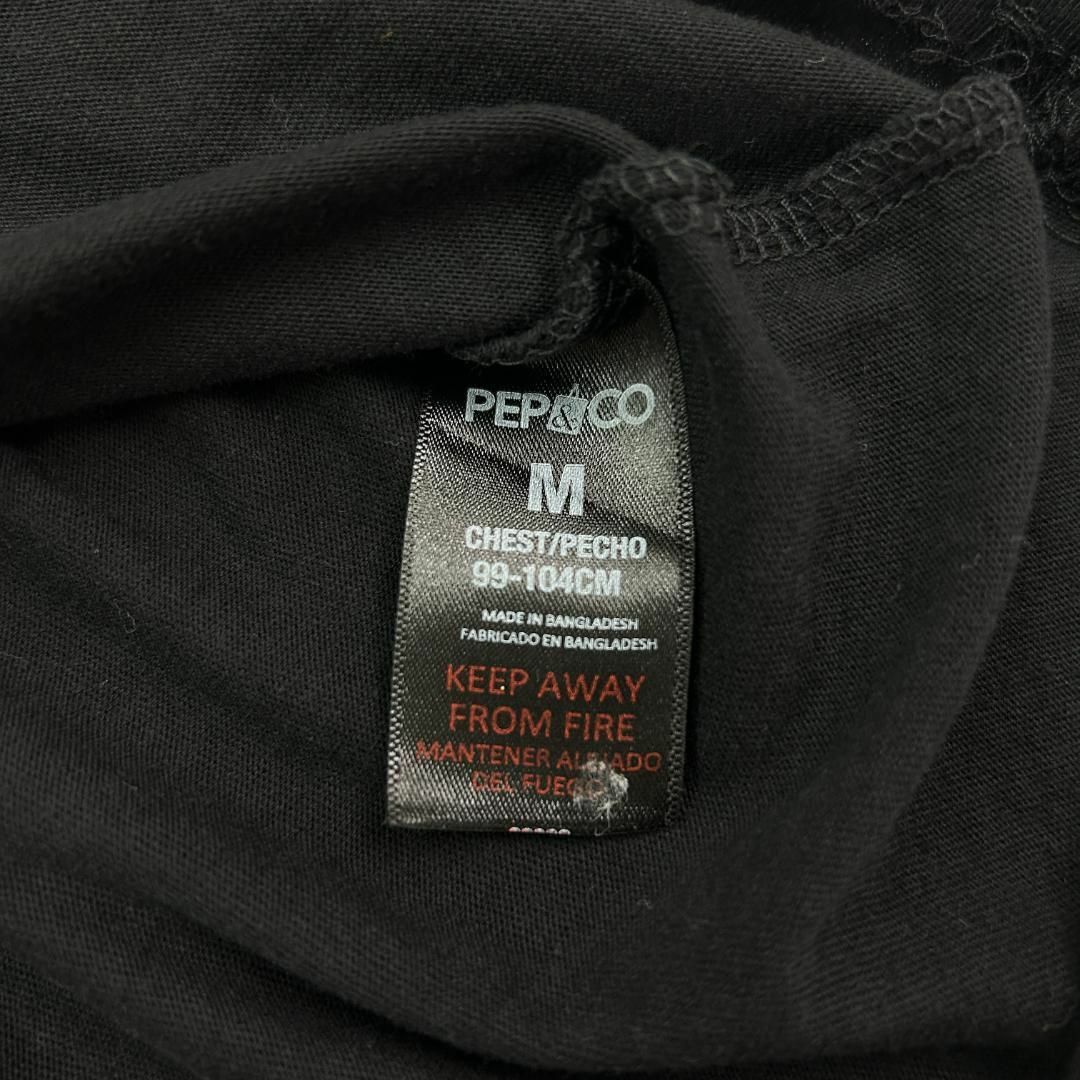 PEP&CO
M
CHEST/PECHO
99-104CM
MADE IN BANGLADESH
FABRICADO EN BANGLADESH
KEEP AWAY
FROM FIRE
MANTENER ALEJADO
DEL FUEGO